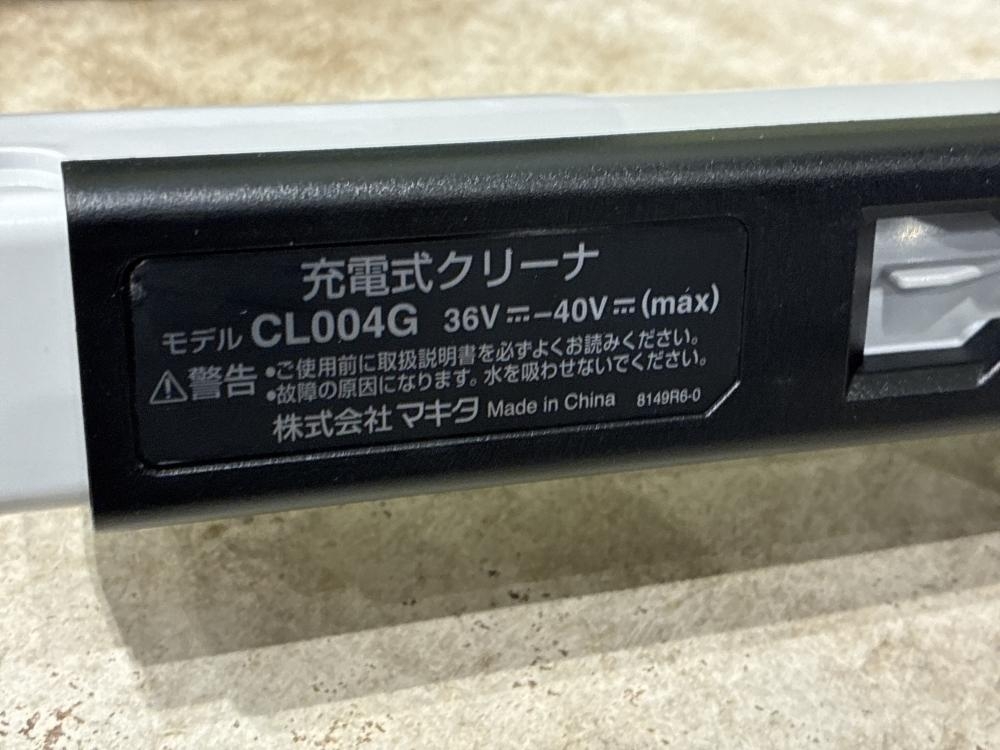 充電式クリーナ
モデル CL004G 36V⎓–40V⎓(max)
⚠警告 •ご使用前に取扱説明書を必ずよくお読みください。
•故障の原因になります。水を吸わせないでください。
株式会社マキタ Made in China 8149R6-0